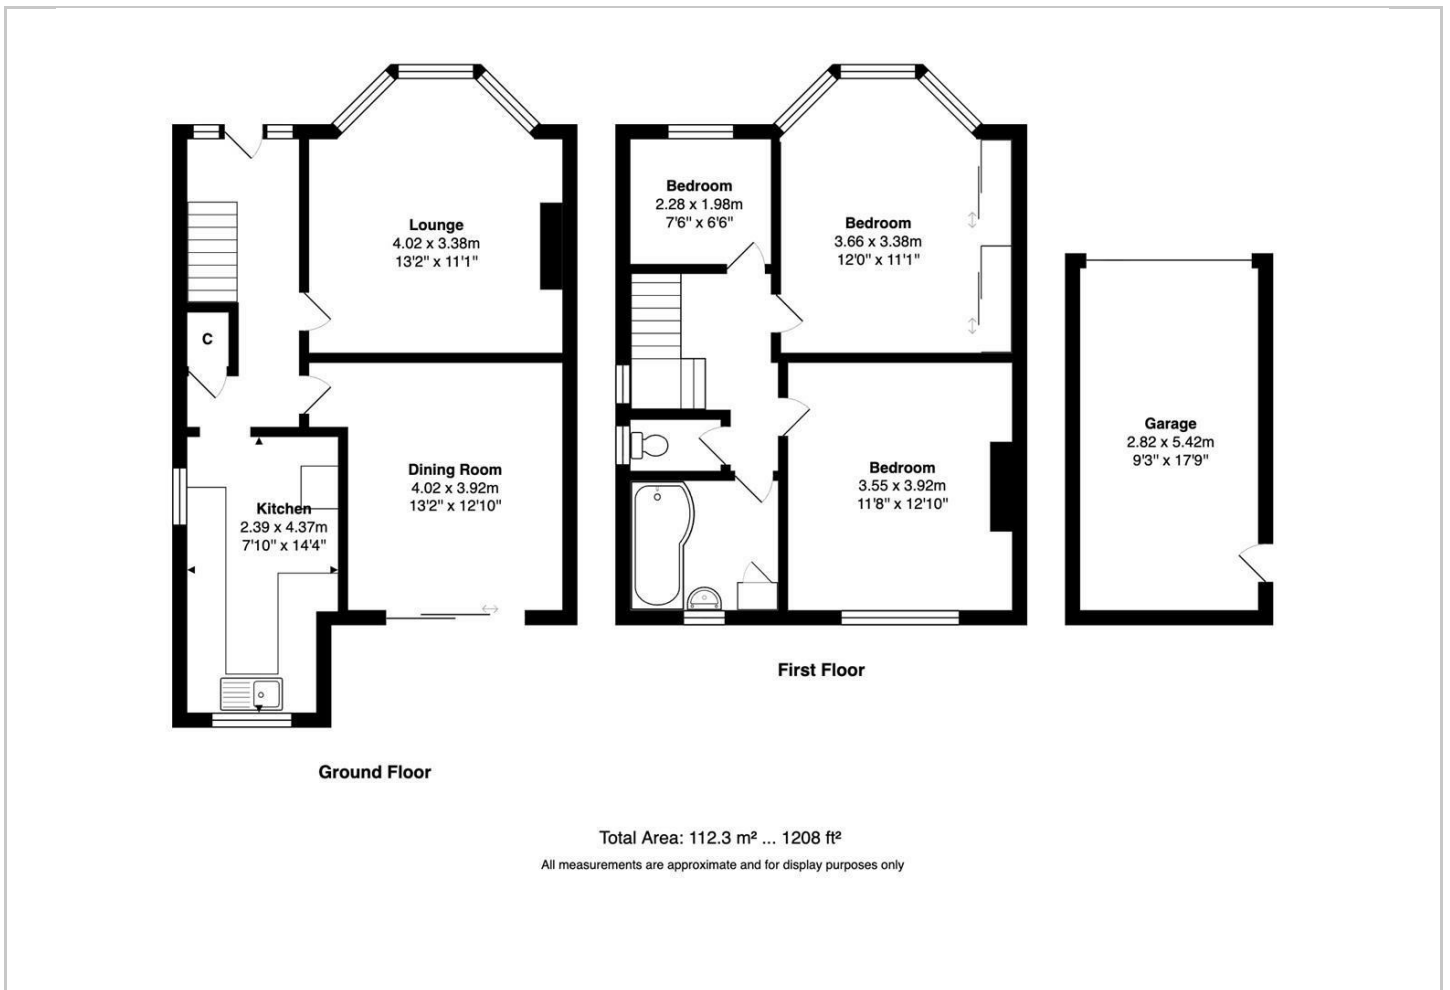 Lounge
4.02 x 3.38m
13'2" x 11'1"
C
Dining Room
4.02 x 3.92m
13'2" x 12'10"
Kitchen
2.39 x 4.37m
7'10" x 14'4"
Ground Floor
Bedroom
2.28 x 1.98m
7'6" x 6'6"
Bedroom
3.66 x 3.38m
12'0" x 11'1"
Bedroom
3.55 x 3.92m
11'8" x 12'10"
First Floor
Garage
2.82 x 5.42m
9'3" x 17'9"
Total Area: 112.3 m² ... 1208 ft²
All measurements are approximate and for display purposes only